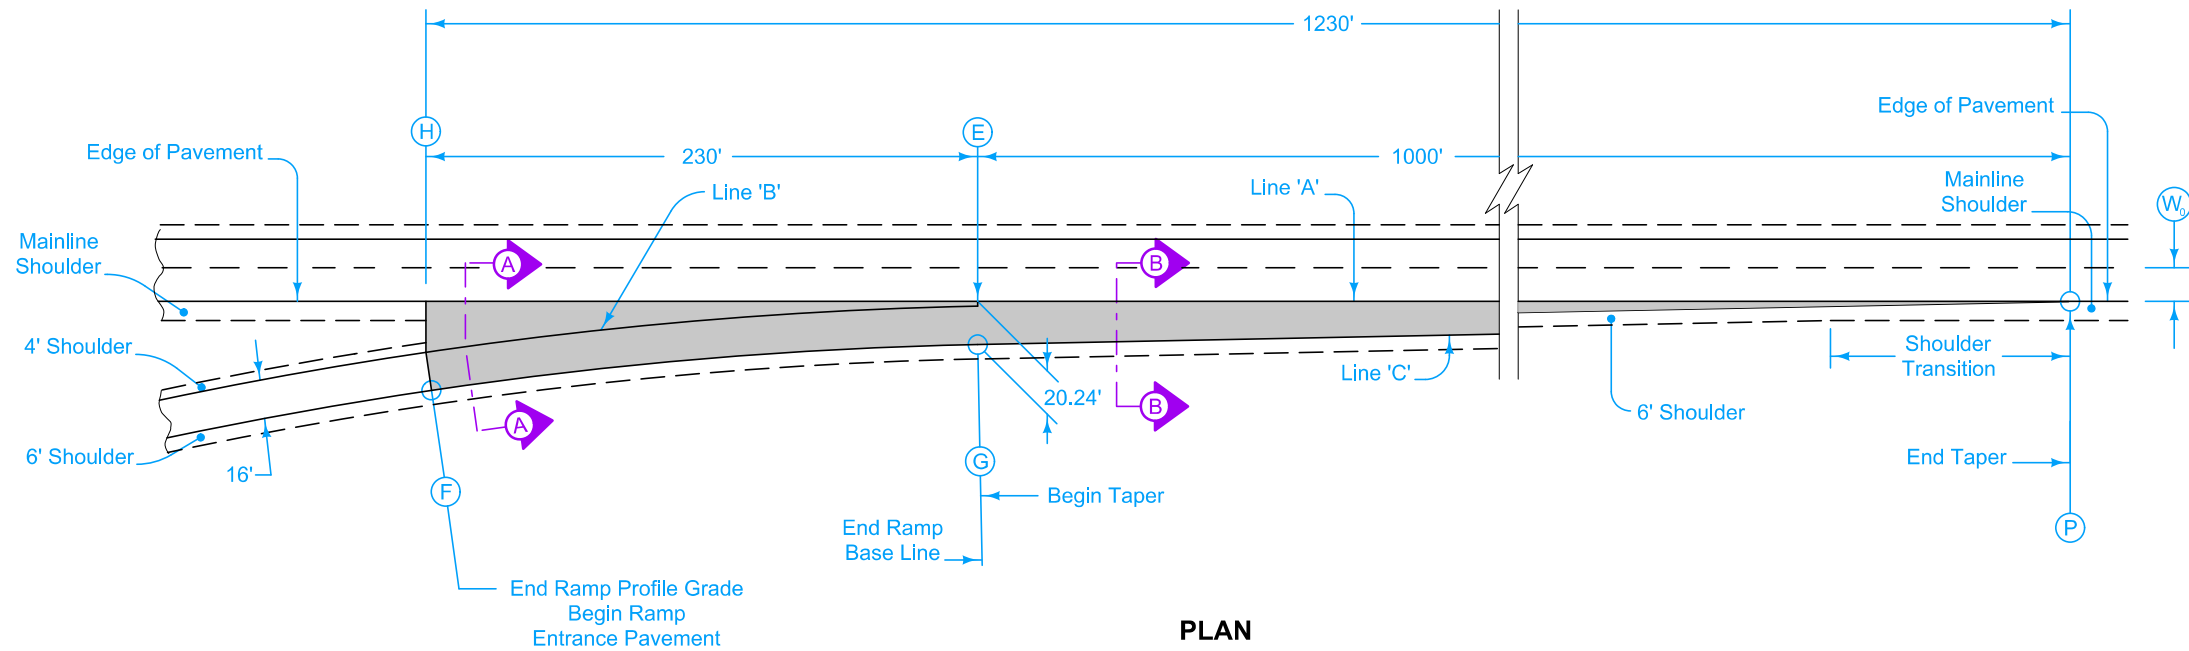 1230'
H
E
Edge of Pavement
Edge of Pavement
230'
1000'
Line 'B'
Line 'A'
Mainline
Shoulder
W₀
Mainline
Shoulder
A
B
4' Shoulder
Shoulder
Transition
Line 'C'
20.24'
B
6' Shoulder
A
6' Shoulder
16'
G
End Taper
F
Begin Taper
End Ramp
Base Line
P
End Ramp Profile Grade
Begin Ramp
Entrance Pavement
PLAN